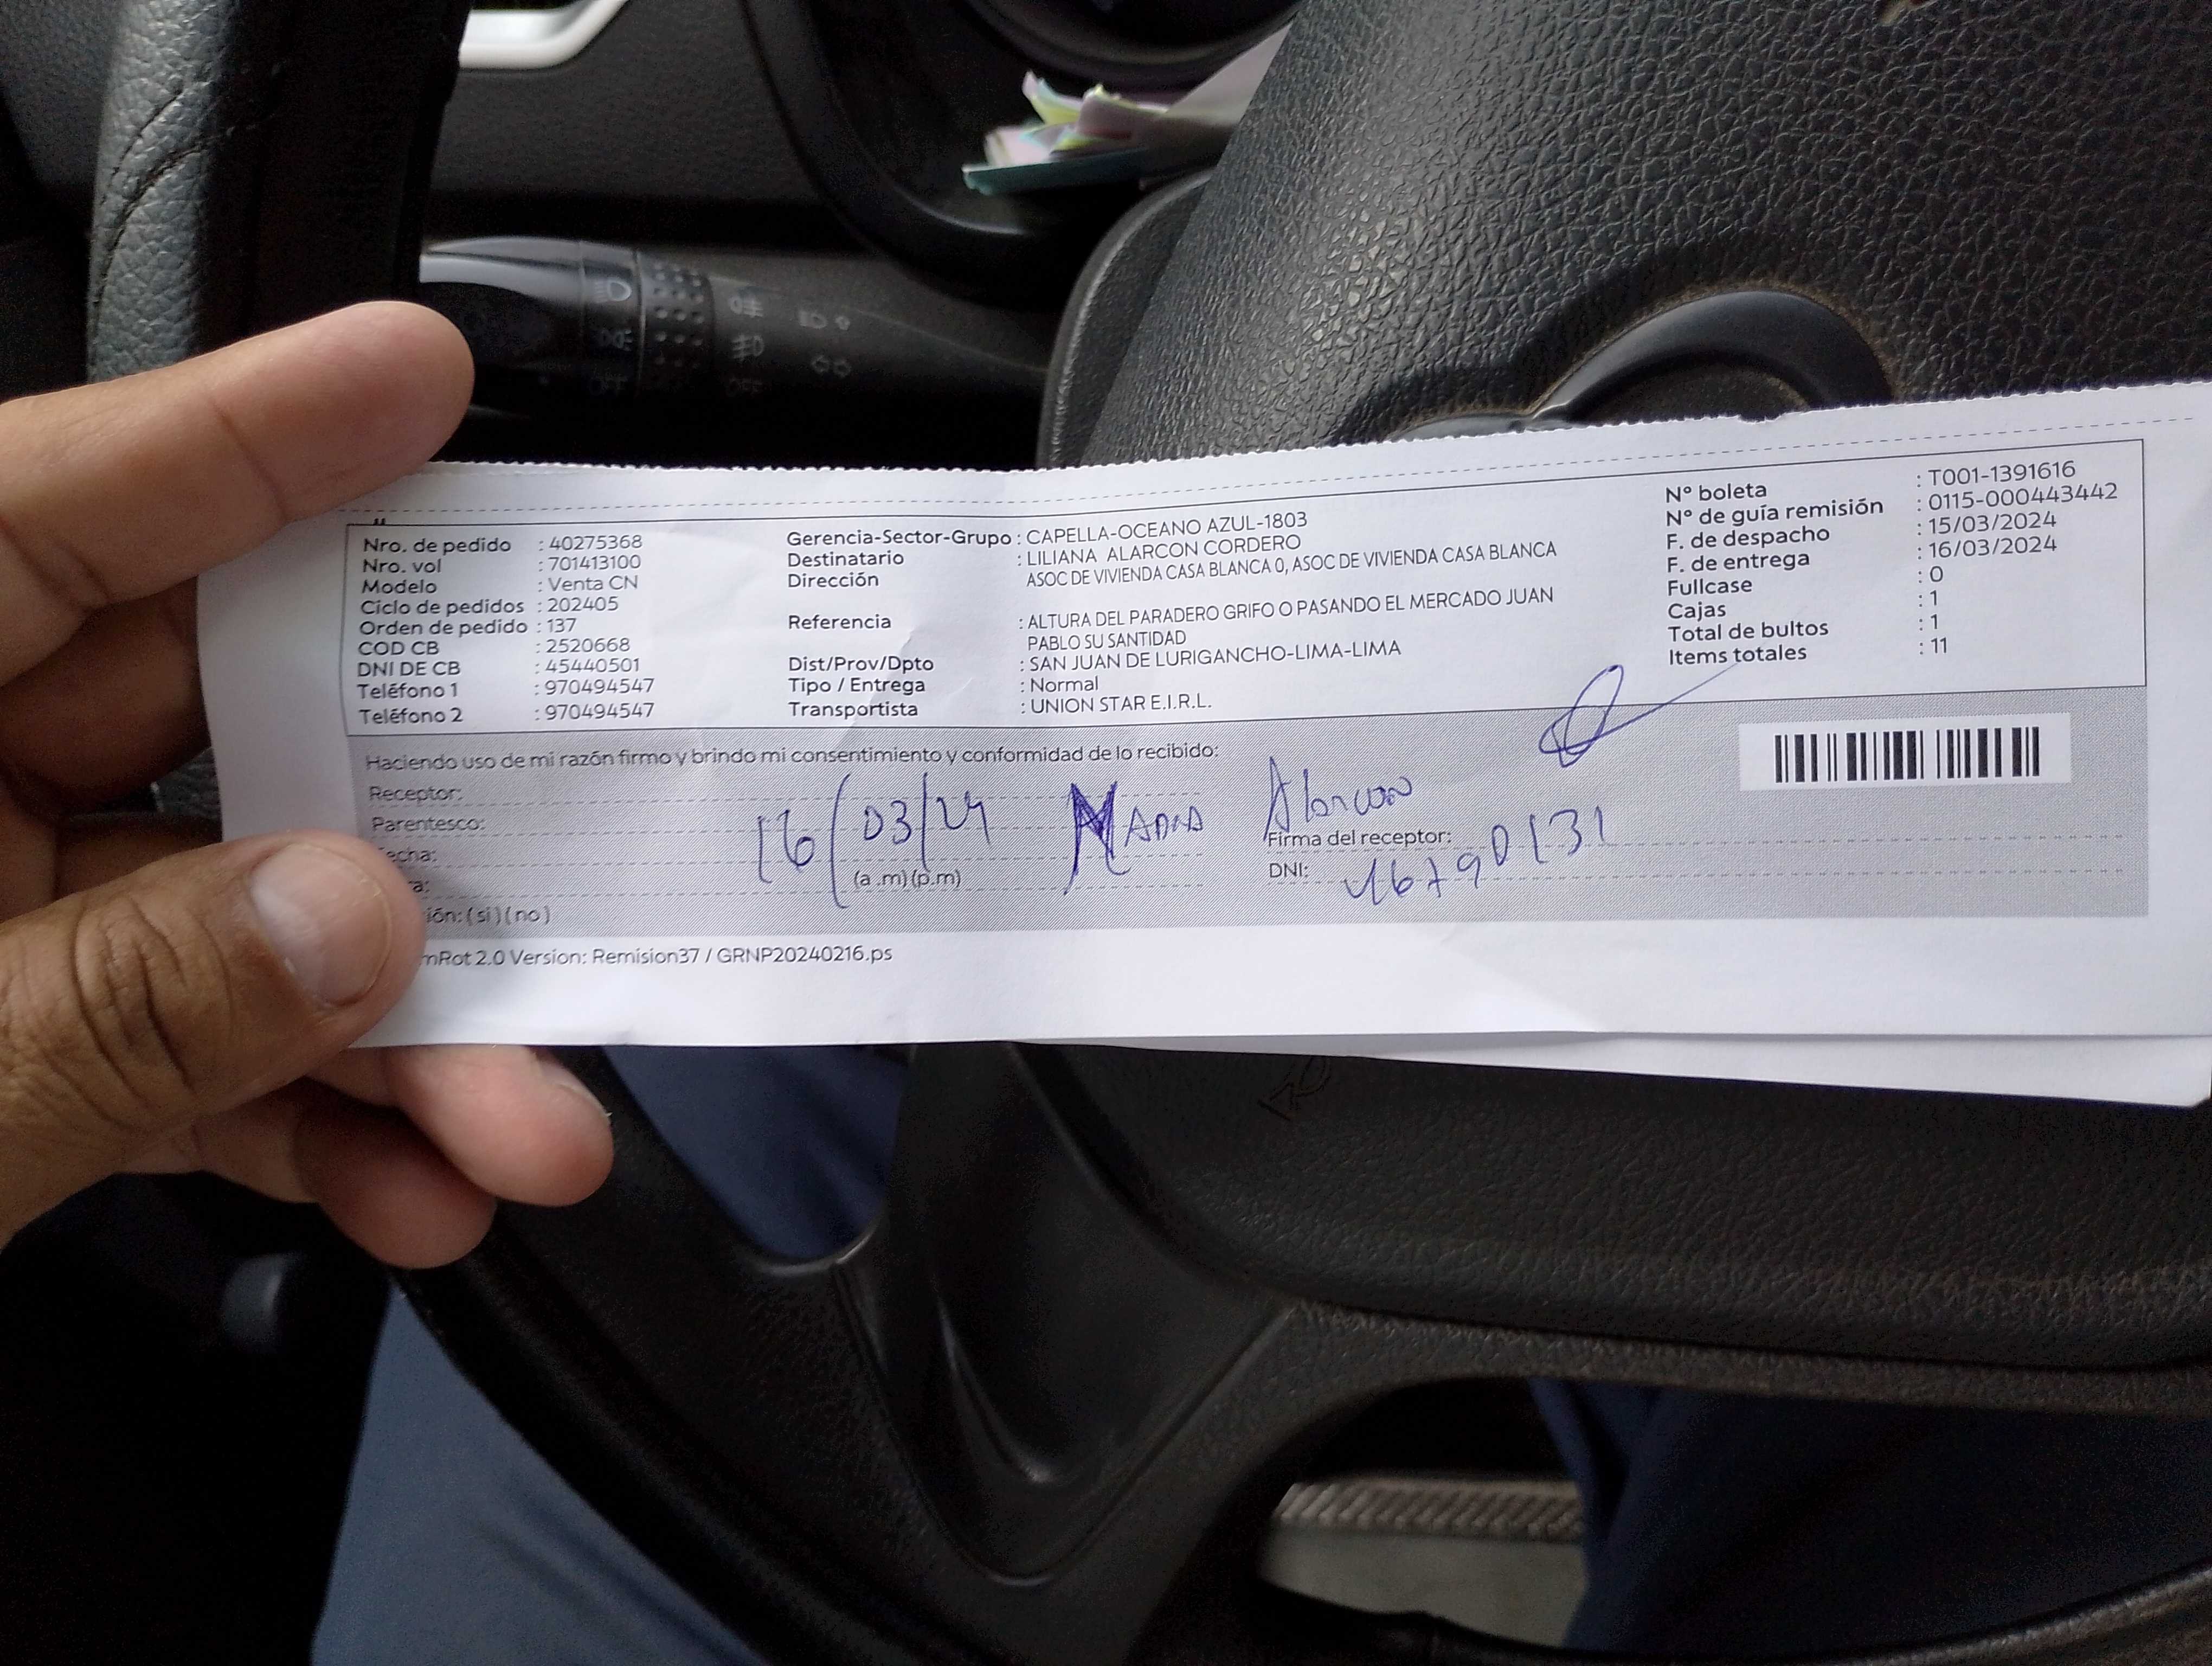 Nro. de pedido : 40275368
Nro. vol : 701413100
Modelo : Venta CN
Ciclo de pedidos : 202405
Orden de pedido : 137
COD CB : 2520668
DNI DE CB : 45440501
Teléfono 1 : 970494547
Teléfono 2 : 970494547
Gerencia-Sector-Grupo : CAPELLA-OCEANO AZUL-1803
Destinatario : LILIANA ALARCON CORDERO
Dirección ASOC DE VIVIENDA CASA BLANCA 0, ASOC DE VIVIENDA CASA BLANCA
Referencia : ALTURA DEL PARADERO GRIFO O PASANDO EL MERCADO JUAN
PABLO SU SANTIDAD
Dist/Prov/Dpto : SAN JUAN DE LURIGANCHO-LIMA-LIMA
Tipo / Entrega : Normal
Transportista : UNION STAR E.I.R.L.
N° boleta : T001-1391616
N° de guía remisión : 0115-000443442
F. de despacho : 15/03/2024
F. de entrega : 16/03/2024
Fullcase : 0
Cajas : 1
Total de bultos : 1
Items totales : 11
Haciendo uso de mi razón firmo y brindo mi consentimiento y conformidad de lo recibido:
Receptor:
Parentesco:
echa:
a:
ión: (si) (no)
16/03/24
(a .m) (p.m)
Alarcon
Firma del receptor:
DNI: 46790131
mRot 2.0 Version: Remision37 / GRNP20240216.ps
OFF
OFF